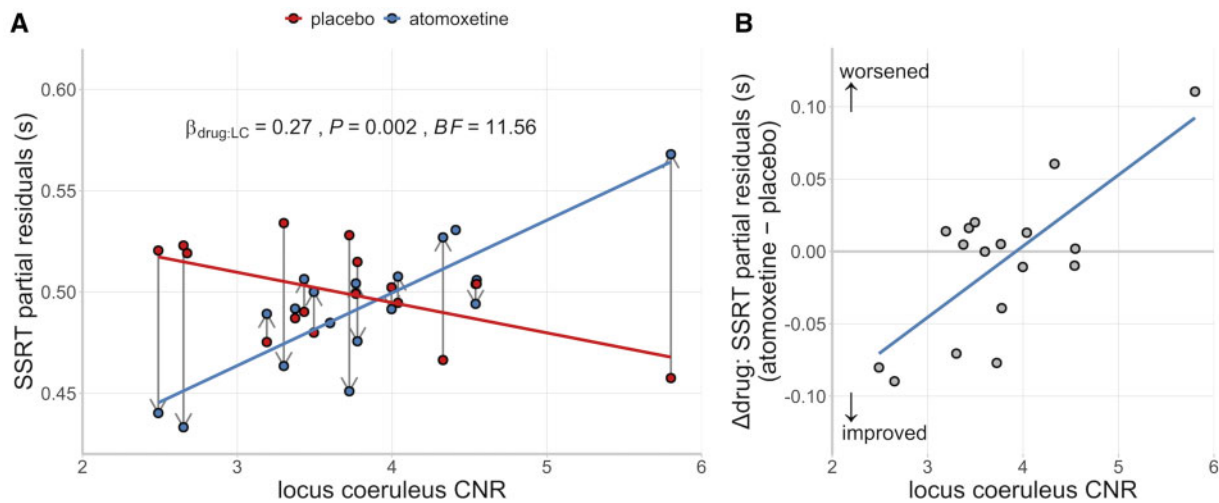 A
placebo atomoxetine
SSRT partial residuals (s)
0.60
0.55
0.50
0.45
βdrug:LC = 0.27 , P = 0.002 , BF = 11.56
2 3 4 5 6
locus coeruleus CNR
B
Δdrug: SSRT partial residuals (s)
(atomoxetine − placebo)
worsened
0.10
0.05
0.00
-0.05
-0.10
improved
2 3 4 5 6
locus coeruleus CNR